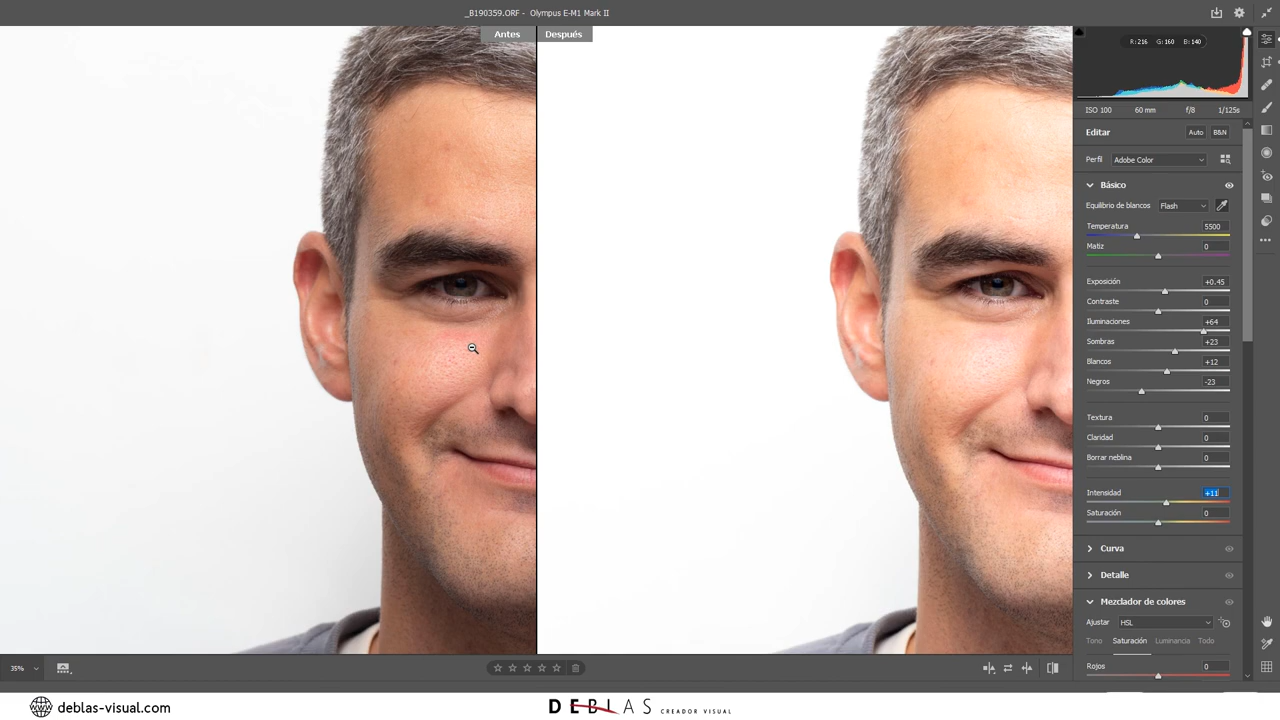 _B190359.ORF - Olympus E-M1 Mark II
Antes
Después
R:216 G:160 B:140
ISO 100 60 mm f/8 1/125s
Editar Auto B&N
Perfil Adobe Color
Básico
Equilibrio de blancos Flash
Temperatura 5500
Matiz 0
Exposición +0.45
Contraste 0
Iluminaciones +64
Sombras +23
Blancos +12
Negros -23
Textura 0
Claridad 0
Borrar neblina 0
Intensidad +11
Saturación 0
Curva
Detalle
Mezclador de colores
Ajustar HSL
Tono Saturación Luminancia Todo
Rojos 0
35%
deblas-visual.com
DEBLAS CREADOR VISUAL